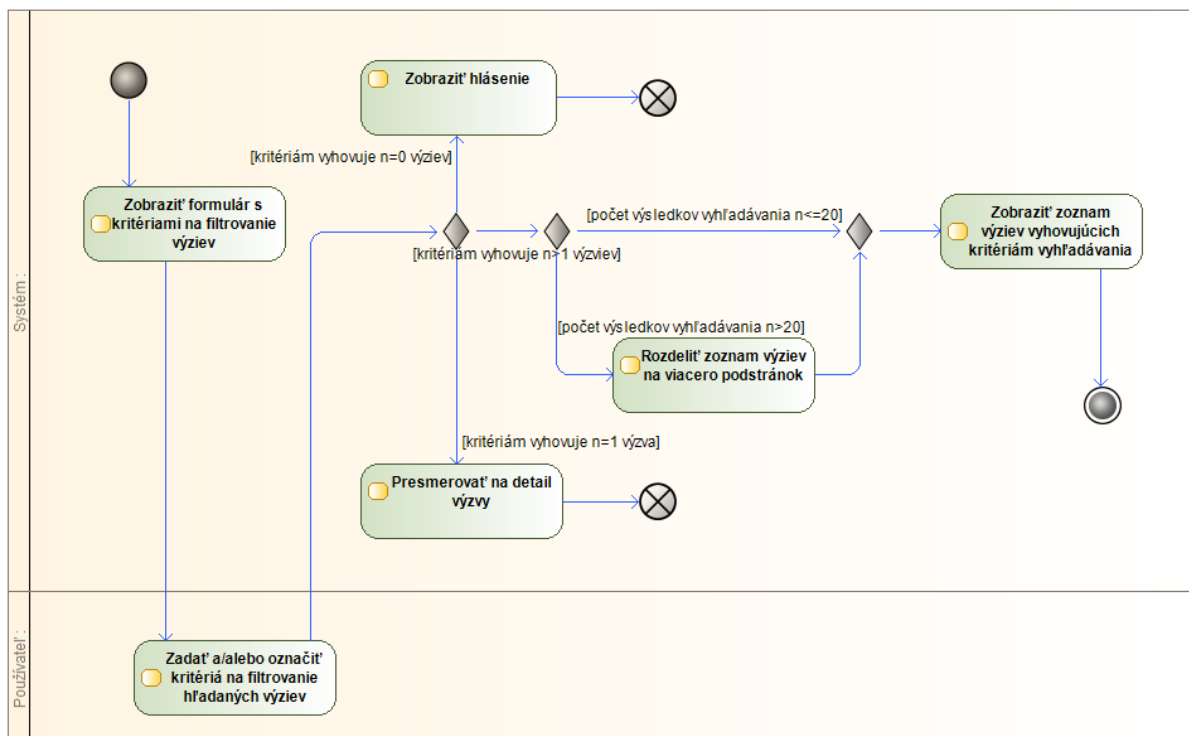 Systém :
Zobraziť hlásenie
[kritériám vyhovuje n=0 výziev]
Zobraziť formulár s
kritériami na filtrovanie
výziev
[počet výsledkov vyhľadávania n<=20]
[kritériám vyhovuje n>1 výzviev]
Zobraziť zoznam
výziev vyhovujúcich
kritériám vyhľadávania
[počet výsledkov vyhľadávania n>20]
Rozdeliť zoznam výziev
na viacero podstránok
[kritériám vyhovuje n=1 výzva]
Presmerovať na detail
výzvy
Používateľ :
Zadať a/alebo označiť
kritériá na filtrovanie
hľadaných výziev